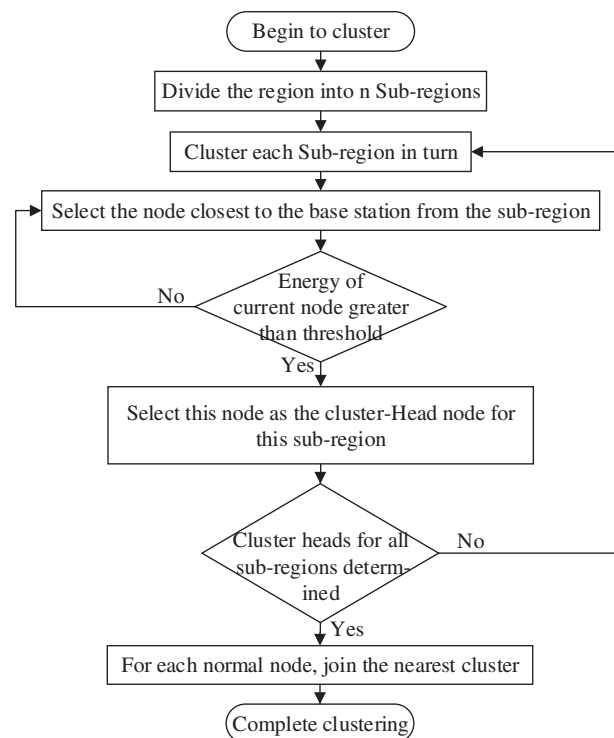 Begin to cluster
Divide the region into n Sub-regions
Cluster each Sub-region in turn
Select the node closest to the base station from the sub-region
Energy of
current node greater
than threshold
No
Yes
Select this node as the cluster-Head node for
this sub-region
Cluster heads for all
sub-regions determ-
ined
No
Yes
For each normal node, join the nearest cluster
Complete clustering